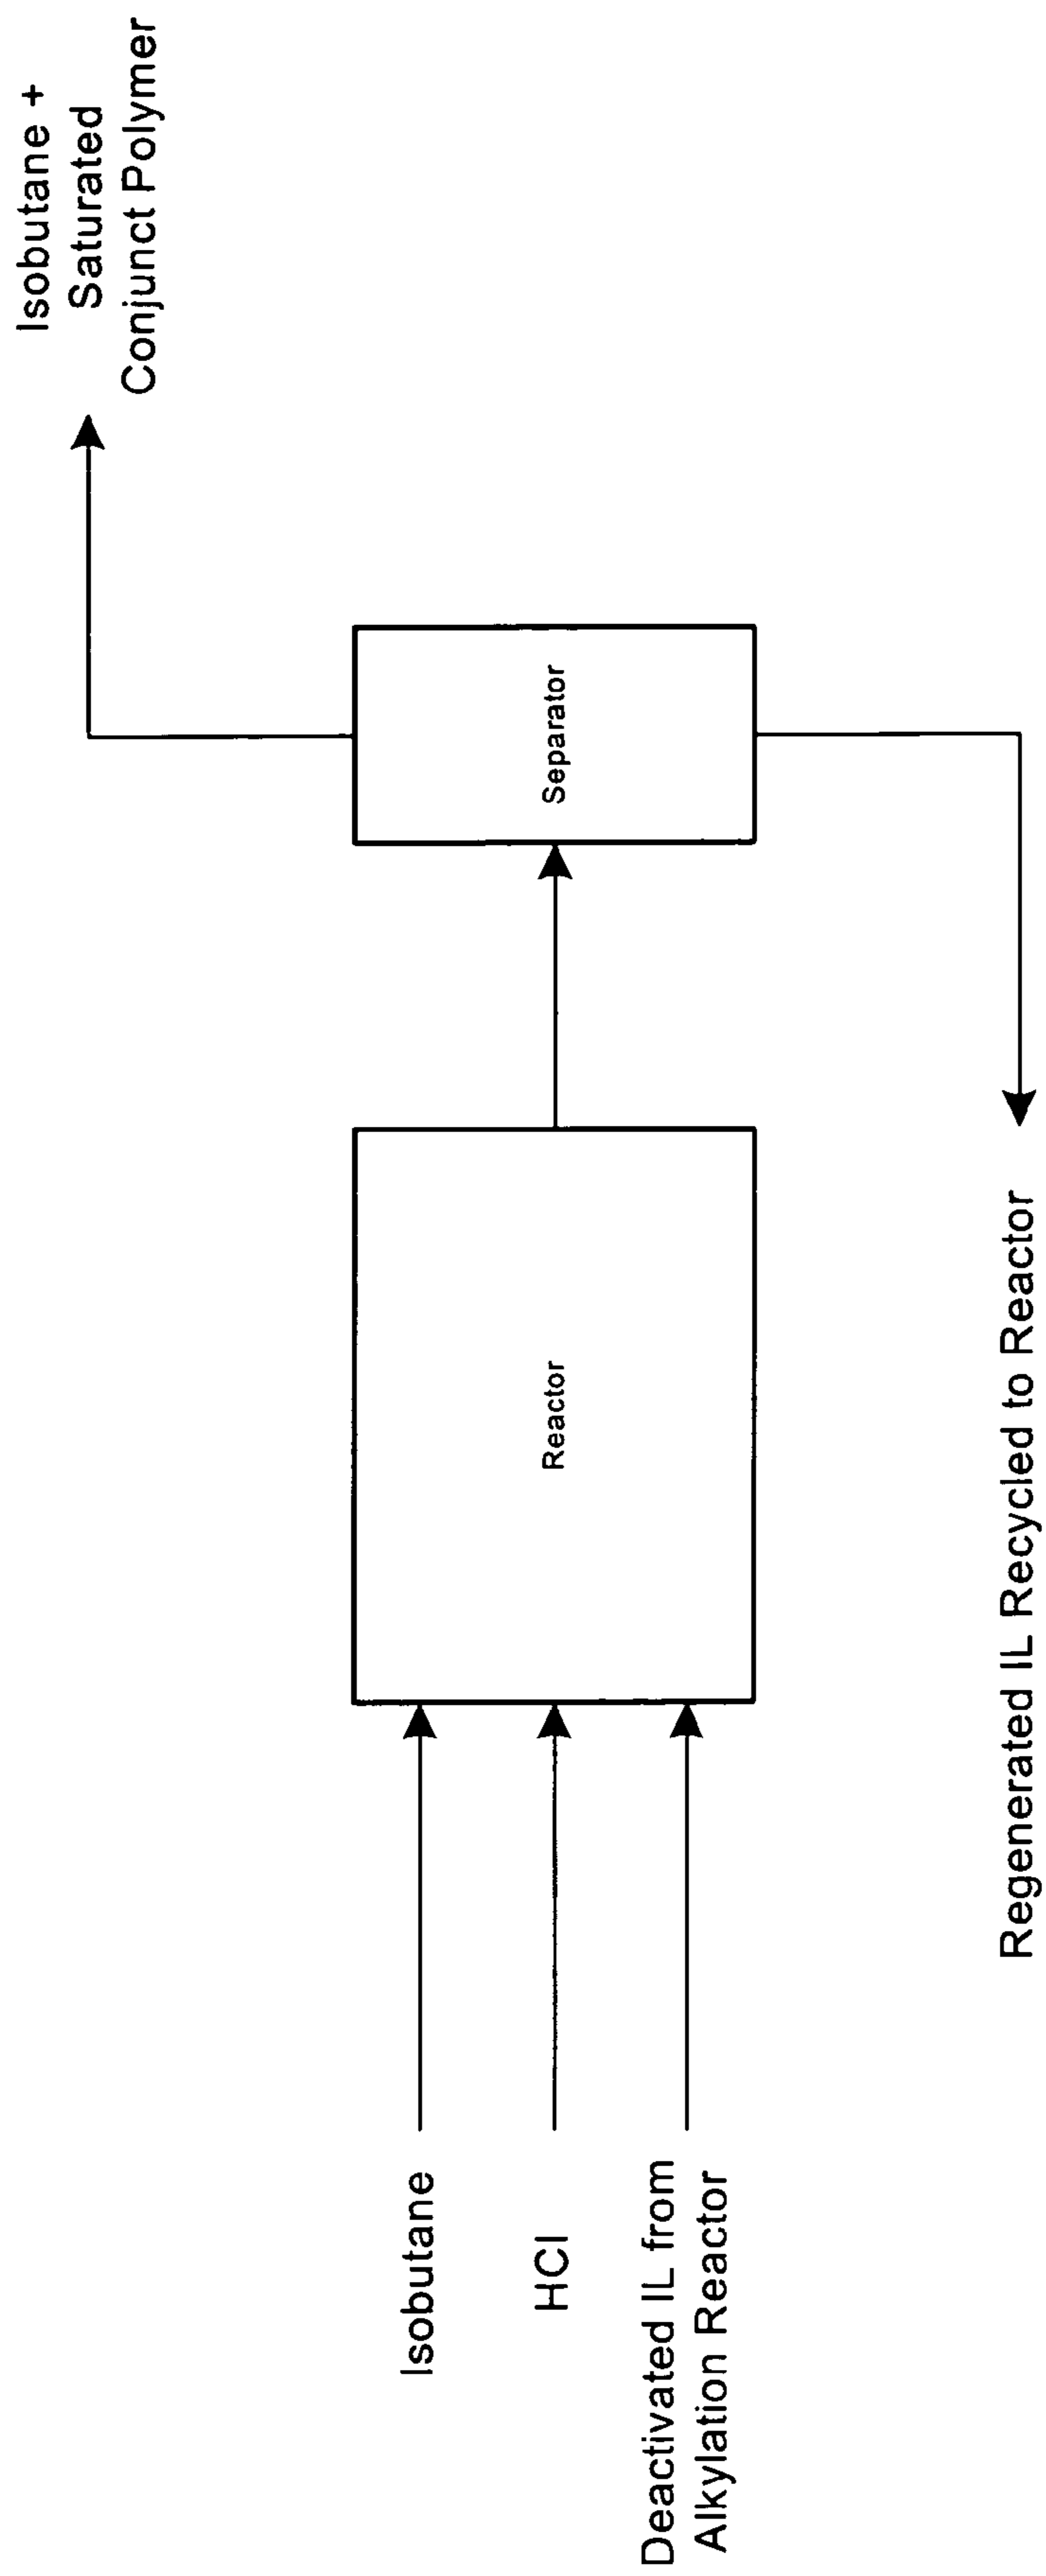 Isobutane
HCl
Deactivated IL from
Alkylation Reactor
Reactor
Separator
Isobutane +
Saturated
Conjunct Polymer
Regenerated IL Recycled to Reactor